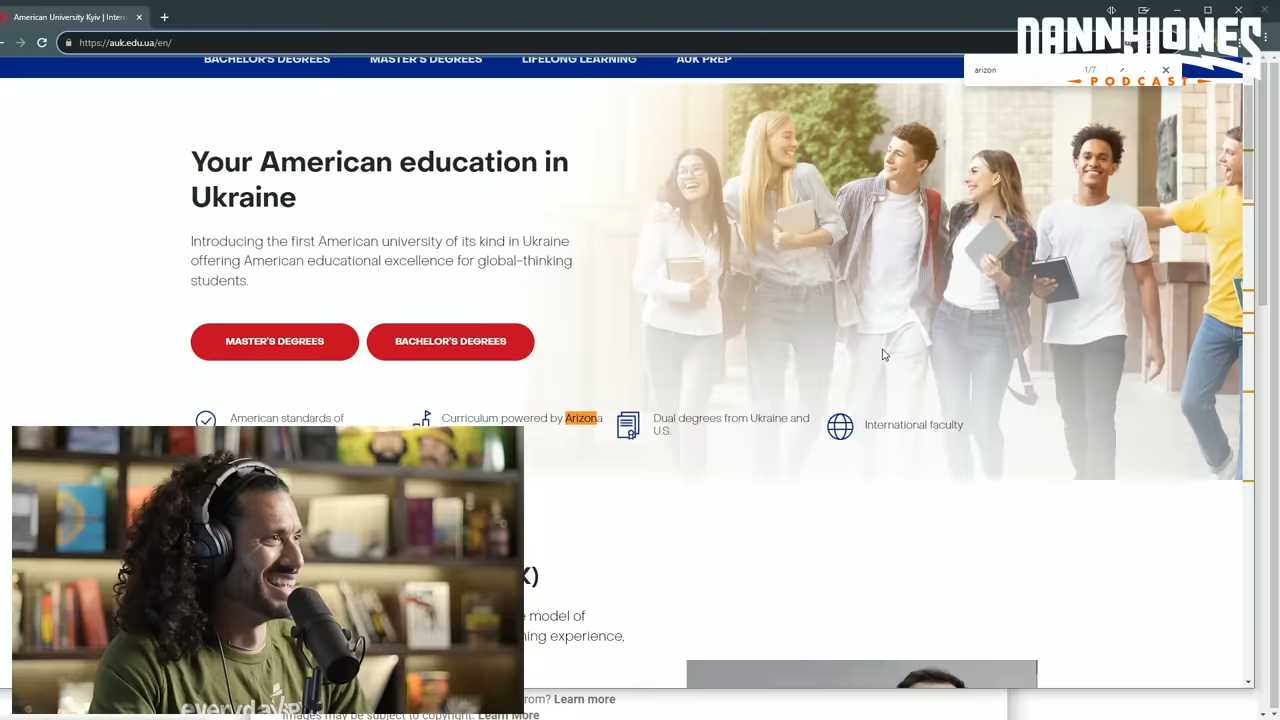 American University Kyiv | Inter
https://auk.edu.ua/en/
DANNY JONES
PODCAST
arizon
1/7
BACHELOR'S DEGREES
MASTER'S DEGREES
LIFELONG LEARNING
AUK PREP
Your American education in
Ukraine
Introducing the first American university of its kind in Ukraine
offering American educational excellence for global-thinking
students.
MASTER'S DEGREES
BACHELOR'S DEGREES
American standards of
Curriculum powered by Arizona
Dual degrees from Ukraine and
U.S.
International faculty
K)
model of
ning experience,
rom? Learn more
Images may be subject to copyright. Learn More
everyday